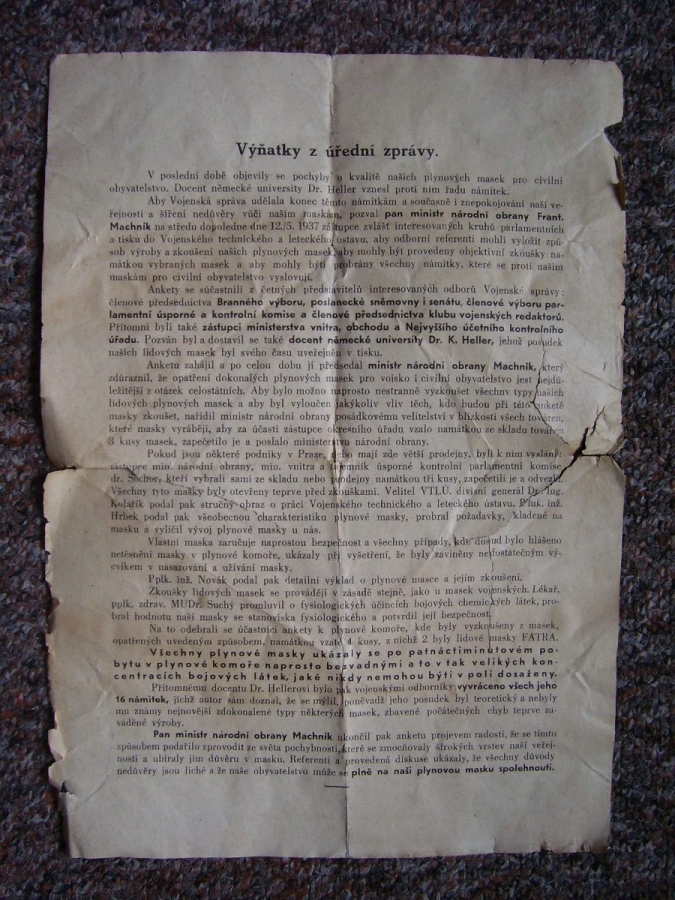 Výňatky z úřední zprávy.
V poslední době objevily se pochyby o kvalitě našich plynových masek pro civilní
obyvatelstvo. Docent německé university Dr. Heller vznesl proti nim řadu námitek.
Aby Vojenská správa udělala konec těmto námitkám a současně i znepokojování naší ve-
řejnosti a šíření nedůvěry vůči našim maskám, pozval pan ministr národní obrany Frant.
Machník na středu dopoledne dne 12./5. 1937 zástupce zvlášť interesovaných kruhů parlamentních
a tisku do Vojenského technického a leteckého ústavu, aby odborní referenti mohli vyložit způ-
sob výroby a zkoušení našich plynových masek, aby mohly být provedeny objektivní zkoušky na-
mátkou vybraných masek a aby mohly býti probrány všechny námitky, které se proti našim
maskám pro civilní obyvatelstvo vyslovují.
Ankety se súčastnili z četných představitelů interesovaných odborů Vojenské správy:
členové předsednictva Branného výboru, poslanecké sněmovny i senátu, členové výboru par-
lamentní úsporné a kontrolní komise a členové předsednictva klubu vojenských redaktorů.
Přítomni byli také zástupci ministerstva vnitra, obchodu a Nejvyššího účetního kontrolního
úřadu. Pozván byl a dostavil se také docent německé university Dr. K. Heller, jehož posudek
našich lidových masek byl svého času uveřejněn v tisku.
Anketu zahájil a po celou dobu jí předsedal ministr národní obrany Machník, který
zdůraznil, že opatření dokonalých plynových masek pro vojsko i civilní obyvatelstvo jest nejdů-
ležitější z otázek celostátních. Aby bylo možno naprosto nestranně vyzkoušet všechny typy našich
lidových plynových masek a aby byl vyloučen jakýkoliv vliv těch, kdo budou při této anketě
masky zkoušet, nařídil ministr národní obrany posádkovému velitelství v blízkosti všech továren,
které masky vyrábějí, aby za účasti zástupce okresního úřadu vzalo namátkou ze skladu továren
3 kusy masek, zapečetilo je a poslalo ministerstvu národní obrany.
Pokud jsou některé podniky v Praze, nebo mají zde větší prodejny, byli k nim vysláni:
zástupce min. národní obrany, min. vnitra a tajemník úsporné kontrolní parlamentní komise
dr. Sochor, kteří vybrali sami ze skladu nebo prodejny namátkou tři kusy, zapečetili je a odvezli.
Všechny tyto masky byly otevřeny teprve před zkouškami. Velitel VTLÚ. divisní generál Dr. Ing.
Kolařík podal pak stručný obraz o práci Vojenského technického a leteckého ústavu. Pluk. inž.
Hrbek podal pak všeobecnou charakteristiku plynové masky, probral požadavky, kladené na
masku a vylíčil vývoj plynové masky u nás.
Vlastní maska zaručuje naprostou bezpečnost a všechny případy, kde dosud bylo hlášeno
netěsnění masky v plynové komoře, ukázaly při vyšetření, že byly zaviněny nedostatečným vý-
cvikem v nasazování a užívání masky.
Pplk. inž. Novák podal pak detailní výklad o plynové masce a jejím zkoušení.
Zkoušky lidových masek se provádějí v zásadě stejně, jako u masek vojenských. Lékař,
pplk. zdrav. MUDr. Suchý promluvil o fysiologických účincích bojových chemických látek, pro-
bral hodnotu naší masky se stanoviska fysiologického a potvrdil její bezpečnost.
Na to odebrali se účastníci ankety k plynové komoře, kde byly vyzkoušeny z masek,
opatřených uvedeným způsobem, namátkou vzaté 4 kusy, z nichž 2 byly lidové masky FATRA.
Všechny plynové masky ukázaly se po patnáctiminutovém po-
bytu v plynové komoře naprosto bezvadnými a to v tak velikých kon-
centracích bojových látek, jaké nikdy nemohou býti v poli dosaženy.
Přítomnému docentu Dr. Hellerovi bylo pak vojenskými odborníky vyvráceno všech jeho
16 námitek, jichž autor sám doznal, že se mýlil, poněvadž jeho posudek byl teoretický a nebyly
mu známy nejnovější zdokonalené typy některých masek, zbavené počátečných chyb teprve za-
váděné výroby.
Pan ministr národní obrany Machník ukončil pak anketu projevem radosti, že se tímto
způsobem podařilo zprovodit ze světa pochybnosti, které se zmocňovaly širokých vrstev naší veřej-
nosti a ubíraly jim důvěru v masku. Referenti a provedená diskuse ukázaly, že všechny důvody
nedůvěry jsou liché a že naše obyvatelstvo může se plně na naši plynovou masku spolehnouti.